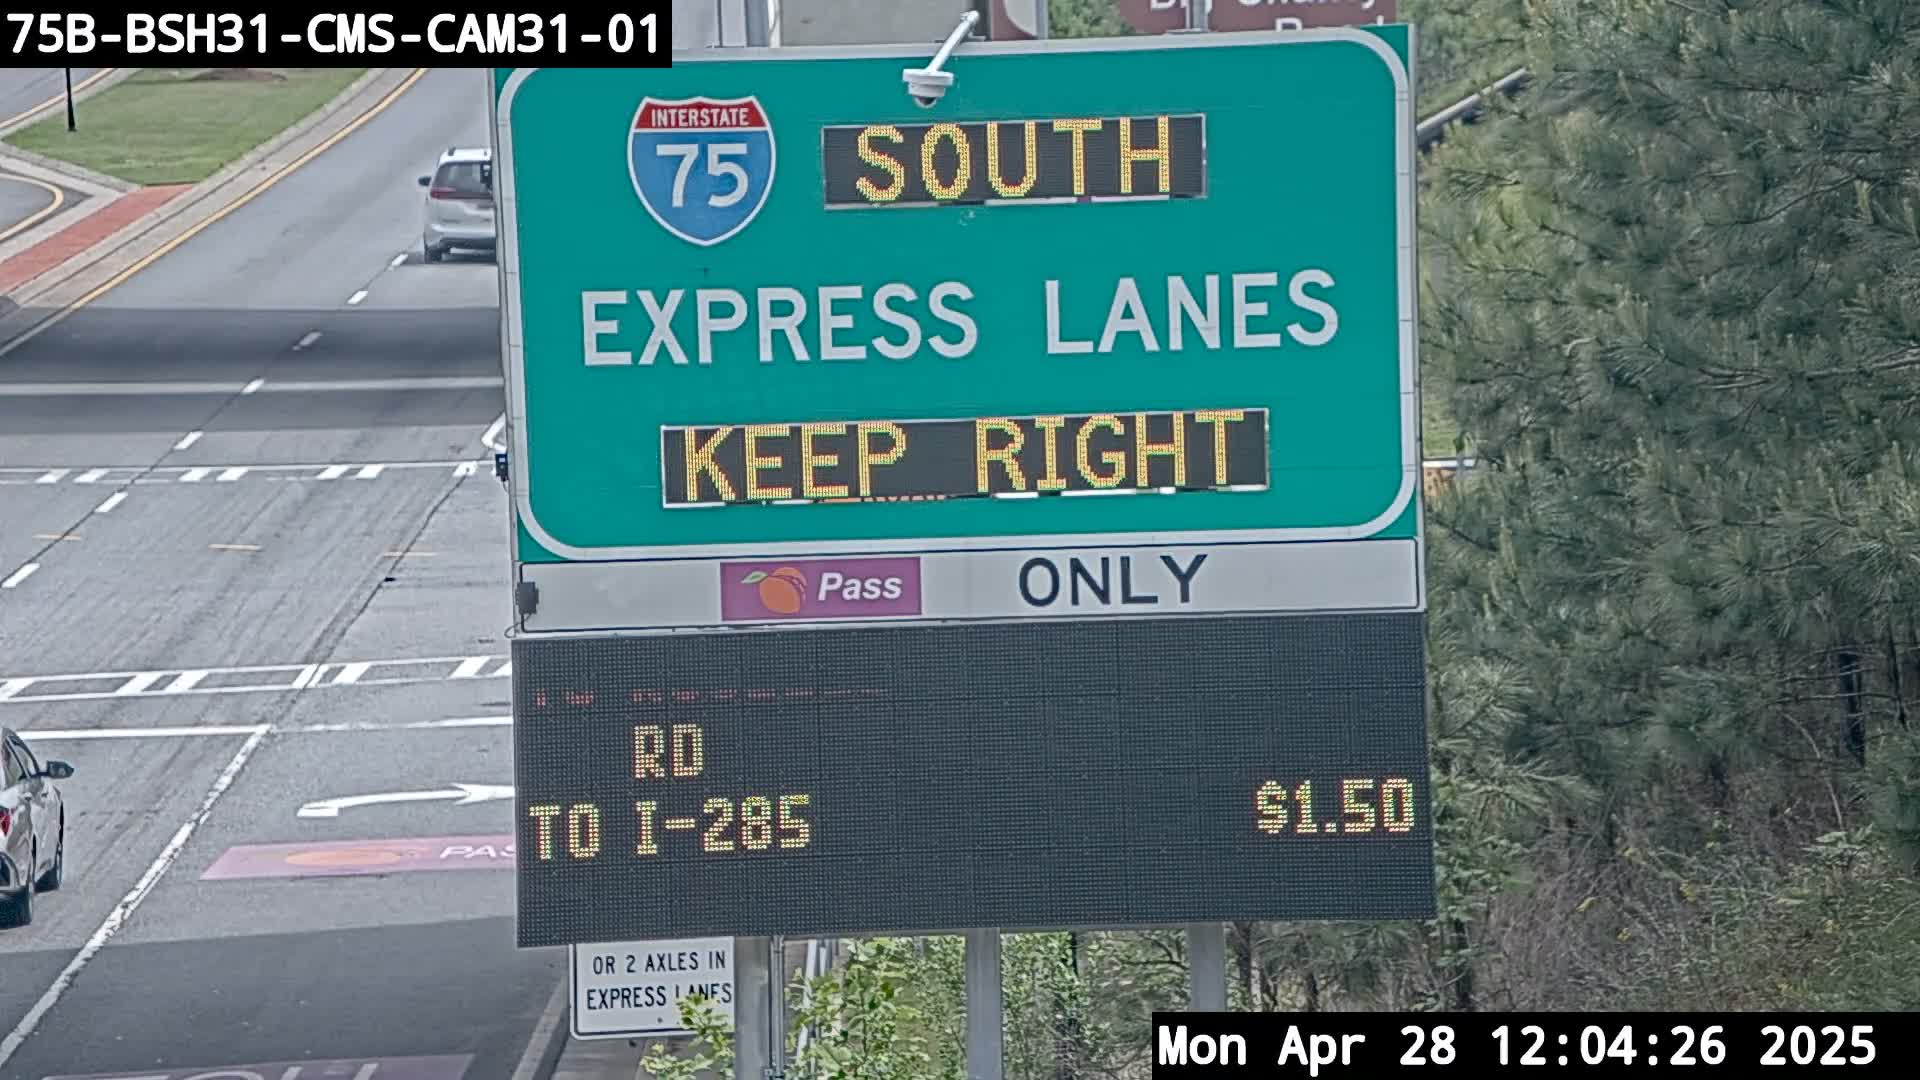 75B-BSH31-CMS-CAM31-01
INTERSTATE
75
SOUTH
EXPRESS LANES
KEEP RIGHT
Pass ONLY
RD
TO I-285 $1.50
OR 2 AXLES IN
EXPRESS LANES
Mon Apr 28 12:04:26 2025